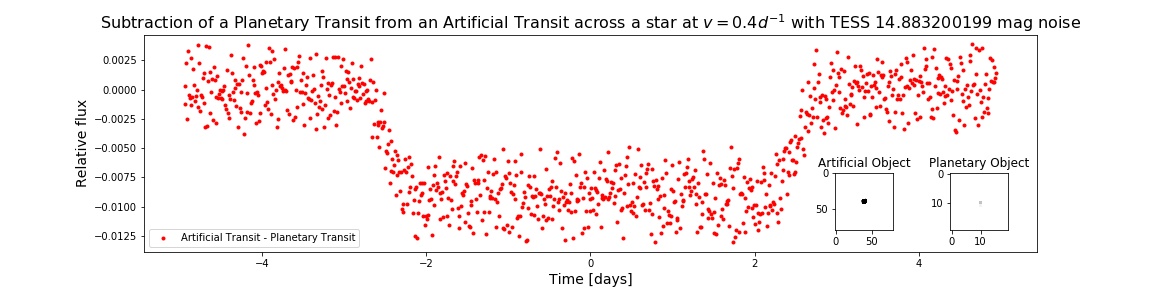 Subtraction of a Planetary Transit from an Artificial Transit across a star at v = 0.4d⁻¹ with TESS 14.883200199 mag noise
Relative flux
0.0025
0.0000
−0.0025
−0.0050
−0.0075
−0.0100
−0.0125
Artificial Transit - Planetary Transit
Artificial Object
0
50
0 50
Planetary Object
0
10
0 10
−4 −2 0 2 4
Time [days]